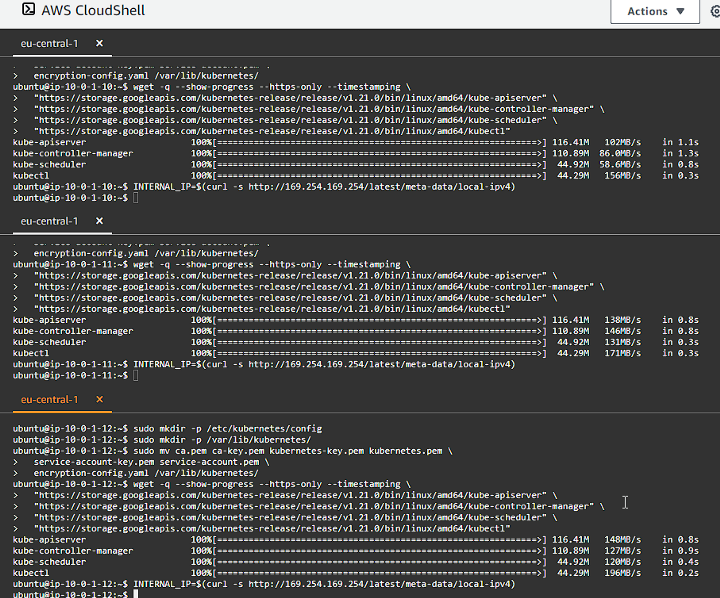 AWS CloudShell
Actions ▼
eu-central-1 ×
> encryption-config.yaml /var/lib/kubernetes/
ubuntu@ip-10-0-1-10:~$ wget -q --show-progress --https-only --timestamping \
> "https://storage.googleapis.com/kubernetes-release/release/v1.21.0/bin/linux/amd64/kube-apiserver" \
> "https://storage.googleapis.com/kubernetes-release/release/v1.21.0/bin/linux/amd64/kube-controller-manager" \
> "https://storage.googleapis.com/kubernetes-release/release/v1.21.0/bin/linux/amd64/kube-scheduler" \
> "https://storage.googleapis.com/kubernetes-release/release/v1.21.0/bin/linux/amd64/kubectl"
kube-apiserver 100%[==========================================================>] 116.41M 102MB/s in 1.1s
kube-controller-manager 100%[==========================================================>] 110.89M 86.0MB/s in 1.3s
kube-scheduler 100%[==========================================================>] 44.92M 58.6MB/s in 0.8s
kubectl 100%[==========================================================>] 44.29M 156MB/s in 0.3s
ubuntu@ip-10-0-1-10:~$ INTERNAL_IP=$(curl -s http://169.254.169.254/latest/meta-data/local-ipv4)
ubuntu@ip-10-0-1-10:~$
eu-central-1 ×
> encryption-config.yaml /var/lib/kubernetes/
ubuntu@ip-10-0-1-11:~$ wget -q --show-progress --https-only --timestamping \
> "https://storage.googleapis.com/kubernetes-release/release/v1.21.0/bin/linux/amd64/kube-apiserver" \
> "https://storage.googleapis.com/kubernetes-release/release/v1.21.0/bin/linux/amd64/kube-controller-manager" \
> "https://storage.googleapis.com/kubernetes-release/release/v1.21.0/bin/linux/amd64/kube-scheduler" \
> "https://storage.googleapis.com/kubernetes-release/release/v1.21.0/bin/linux/amd64/kubectl"
kube-apiserver 100%[==========================================================>] 116.41M 138MB/s in 0.8s
kube-controller-manager 100%[==========================================================>] 110.89M 146MB/s in 0.8s
kube-scheduler 100%[==========================================================>] 44.92M 131MB/s in 0.3s
kubectl 100%[==========================================================>] 44.29M 171MB/s in 0.3s
ubuntu@ip-10-0-1-11:~$ INTERNAL_IP=$(curl -s http://169.254.169.254/latest/meta-data/local-ipv4)
ubuntu@ip-10-0-1-11:~$
eu-central-1 ×
ubuntu@ip-10-0-1-12:~$ sudo mkdir -p /etc/kubernetes/config
ubuntu@ip-10-0-1-12:~$ sudo mkdir -p /var/lib/kubernetes/
ubuntu@ip-10-0-1-12:~$ sudo mv ca.pem ca-key.pem kubernetes-key.pem kubernetes.pem \
> service-account-key.pem service-account.pem \
> encryption-config.yaml /var/lib/kubernetes/
ubuntu@ip-10-0-1-12:~$ wget -q --show-progress --https-only --timestamping \
> "https://storage.googleapis.com/kubernetes-release/release/v1.21.0/bin/linux/amd64/kube-apiserver" \
> "https://storage.googleapis.com/kubernetes-release/release/v1.21.0/bin/linux/amd64/kube-controller-manager" \
> "https://storage.googleapis.com/kubernetes-release/release/v1.21.0/bin/linux/amd64/kube-scheduler" \
> "https://storage.googleapis.com/kubernetes-release/release/v1.21.0/bin/linux/amd64/kubectl"
kube-apiserver 100%[==========================================================>] 116.41M 148MB/s in 0.8s
kube-controller-manager 100%[==========================================================>] 110.89M 127MB/s in 0.9s
kube-scheduler 100%[==========================================================>] 44.92M 120MB/s in 0.4s
kubectl 100%[==========================================================>] 44.29M 196MB/s in 0.2s
ubuntu@ip-10-0-1-12:~$ INTERNAL_IP=$(curl -s http://169.254.169.254/latest/meta-data/local-ipv4)
ubuntu@ip-10-0-1-12:~$